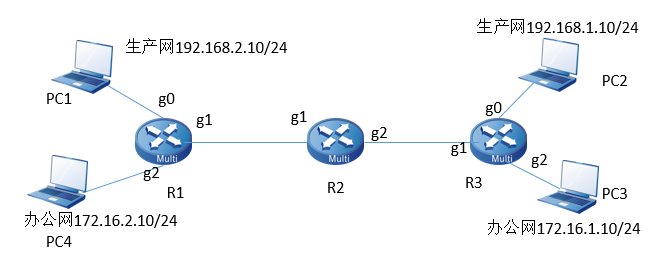 生产网192.168.2.10/24
生产网192.168.1.10/24
PC1
PC2
g0
g1
g1
g2
g0
g1
Multi
Multi
Multi
g2
g2
R1
R2
R3
PC3
办公网172.16.2.10/24
办公网172.16.1.10/24
PC4